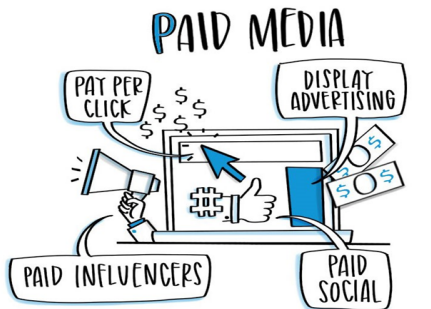 PAID MEDIA
PAY PER
CLICK
DISPLAY
ADVERTISING
$
$
$
$
$
#
$
$
$
PAID INFLUENCERS
PAID
SOCIAL